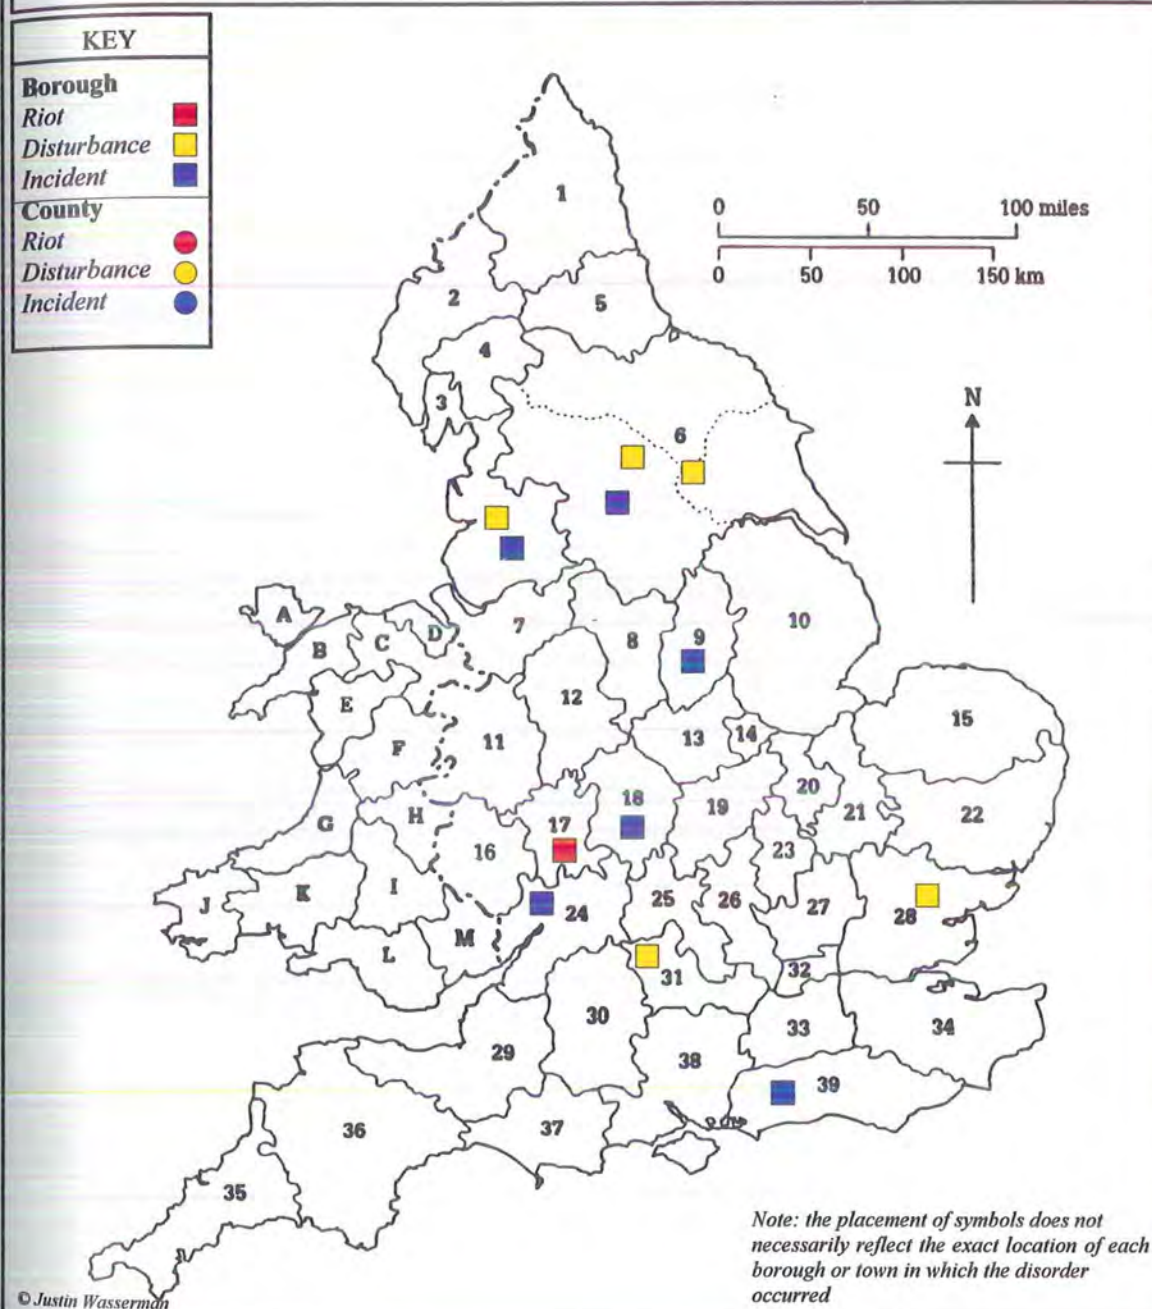 KEY
Borough
Riot
Disturbance
Incident
County
Riot
Disturbance
Incident
0 50 100 miles
0 50 100 150 km
N
1
2
5
4
3
6
A
B
C
D
7
8
9
10
E
F
11
12
13
14
15
G
H
16
17
18
19
20
21
22
23
J
K
I
L
M
24
25
26
27
28
29
30
31
32
33
34
38
39
36
37
35
Note: the placement of symbols does not
necessarily reflect the exact location of each
borough or town in which the disorder
occurred
© Justin Wasserman